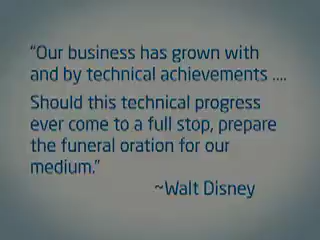 “Our business has grown with
and by technical achievements ....
Should this technical progress
ever come to a full stop, prepare
the funeral oration for our
medium.”
~Walt Disney